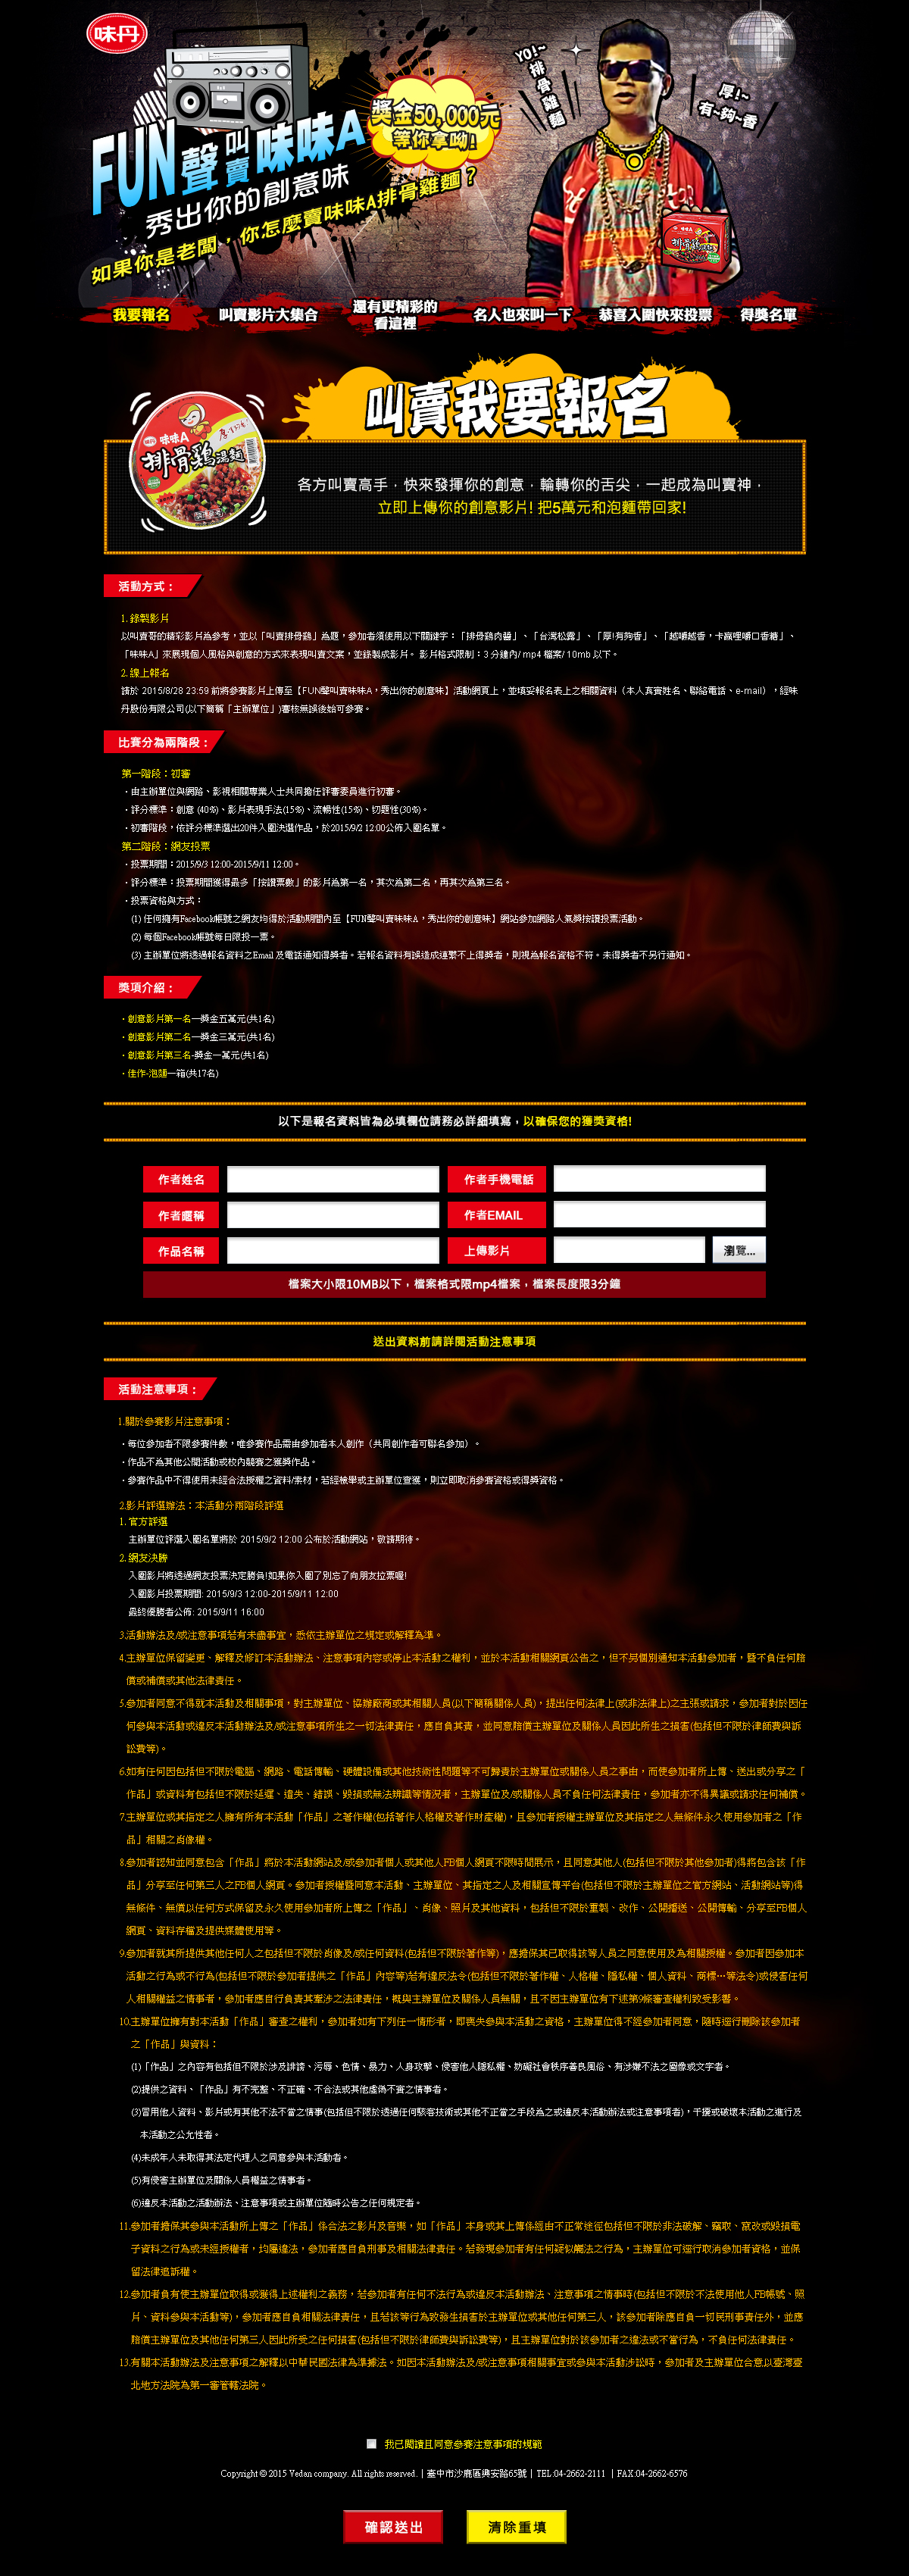 味丹
FUN聲叫賣味味A
獎金50,000元
等你拿呦!
YO!~
排骨雞麵
厚!~
有~夠~香
秀出你的創意味
如果你是老闆，你怎麼賣味味A排骨雞麵？
我要報名
叫賣影片大集合
還有更精彩的
看這裡
名人也來叫一下
恭喜入圍快來投票
得獎名單
叫賣我要報名
味味A
排骨雞湯麵
各方叫賣高手，快來發揮你的創意，輪轉你的舌尖，一起成為叫賣神，
立即上傳你的創意影片! 把5萬元和泡麵帶回家!
活動方式：
1. 錄製影片
以叫賣哥的精彩影片為參考，並以「叫賣排骨雞」為題，參加者須使用以下關鍵字：「排骨雞肉醬」、「台灣松露」、「厚!有夠香」、「越嚼越香，卡贏哩嚼口香糖」、
「味味A」來展現個人風格與創意的方式來表現叫賣文案，並錄製成影片。 影片格式限制：3 分鐘內/ mp4 檔案/ 10mb 以下。
2. 線上報名
請於 2015/8/28 23:59 前將參賽影片上傳至【FUN聲叫賣味味A，秀出你的創意味】活動網頁上，並填妥報名表上之相關資料（本人真實姓名、聯絡電話、e-mail），經味
丹股份有限公司(以下簡稱「主辦單位」)審核無誤後始可參賽。
比賽分為兩階段：
第一階段：初審
．由主辦單位與網路、影視相關專業人士共同擔任評審委員進行初審。
．評分標準：創意 (40%)、影片表現手法(15%)、流暢性(15%)、切題性(30%)。
．初審階段，依評分標準選出20件入圍決選作品，於2015/9/2 12:00公佈入圍名單。
第二階段：網友投票
．投票期間：2015/9/3 12:00-2015/9/11 12:00。
．評分標準：投票期間獲得最多「按讚票數」的影片為第一名，其次為第二名，再其次為第三名。
．投票資格與方式：
(1) 任何擁有Facebook帳號之網友均得於活動期間內至【FUN聲叫賣味味A，秀出你的創意味】網站參加網路人氣獎按讚投票活動。
(2) 每個Facebook帳號每日限投一票。
(3) 主辦單位將透過報名資料之Email 及電話通知得獎者。若報名資料有誤造成連繫不上得獎者，則視為報名資格不符。未得獎者不另行通知。
獎項介紹：
．創意影片第一名—獎金五萬元(共1名)
．創意影片第二名—獎金三萬元(共1名)
．創意影片第三名-獎金一萬元(共1名)
．佳作-泡麵一箱(共17名)
以下是報名資料皆為必填欄位請務必詳細填寫，以確保您的獲獎資格!
作者姓名
作者手機電話
作者暱稱
作者EMAIL
作品名稱
上傳影片
瀏覽...
檔案大小限10MB以下，檔案格式限mp4檔案，檔案長度限3分鐘
送出資料前請詳閱活動注意事項
活動注意事項：
1.關於參賽影片注意事項：
．每位參加者不限參賽件數，唯參賽作品需由參加者本人創作（共同創作者可聯名參加）。
．作品不為其他公開活動或校內競賽之獲獎作品。
．參賽作品中不得使用未經合法授權之資料/素材，若經檢舉或主辦單位查獲，則立即取消參賽資格或得獎資格。
2.影片評選辦法：本活動分兩階段評選
1. 官方評選
主辦單位評選入圍名單將於 2015/9/2 12:00 公布於活動網站，敬請期待。
2. 網友決勝
入圍影片將透過網友投票決定勝負!如果你入圍了別忘了向朋友拉票喔!
入圍影片投票期間: 2015/9/3 12:00-2015/9/11 12:00
最終優勝者公佈: 2015/9/11 16:00
3.活動辦法及/或注意事項若有未盡事宜，悉依主辦單位之規定或解釋為準。
4.主辦單位保留變更、解釋及修訂本活動辦法、注意事項內容或停止本活動之權利，並於本活動相關網頁公告之，但不另個別通知本活動參加者，暨不負任何賠
償或補償或其他法律責任。
5.參加者同意不得就本活動及相關事項，對主辦單位、協辦廠商或其相關人員(以下簡稱關係人員)，提出任何法律上(或非法律上)之主張或請求，參加者對於因任
何參與本活動或違反本活動辦法及/或注意事項所生之一切法律責任，應自負其責，並同意賠償主辦單位及關係人員因此所生之損害(包括但不限於律師費與訴
訟費等)。
6.如有任何因包括但不限於電腦、網路、電話傳輸、硬體設備或其他技術性問題等不可歸責於主辦單位或關係人員之事由，而使參加者所上傳、送出或分享之「
作品」或資料有包括但不限於延遲、遺失、錯誤、毀損或無法辨識等情況者，主辦單位及/或關係人員不負任何法律責任，參加者亦不得異議或請求任何補償。
7.主辦單位或其指定之人擁有所有本活動「作品」之著作權(包括著作人格權及著作財產權)，且參加者授權主辦單位及其指定之人無條件永久使用參加者之「作
品」相關之肖像權。
8.參加者認知並同意包含「作品」將於本活動網站及/或參加者個人或其他人FB個人網頁不限時間展示，且同意其他人(包括但不限於其他參加者)得將包含該「作
品」分享至任何第三人之FB個人網頁。參加者授權暨同意本活動、主辦單位、其指定之人及相關宣傳平台(包括但不限於主辦單位之官方網站、活動網站等)得
無條件、無償以任何方式保留及永久使用參加者所上傳之「作品」、肖像、照片及其他資料，包括但不限於重製、改作、公開播送、公開傳輸、分享至FB個人
網頁、資料存檔及提供媒體使用等。
9.參加者就其所提供其他任何人之包括但不限於肖像及/或任何資料(包括但不限於著作等)，應擔保其已取得該等人員之同意使用及為相關授權。參加者因參加本
活動之行為或不行為(包括但不限於參加者提供之「作品」內容等)若有違反法令(包括但不限於著作權、人格權、隱私權、個人資料、商標…等法令)或侵害任何
人相關權益之情事者，參加者應自行負責其牽涉之法律責任，概與主辦單位及關係人員無關，且不因主辦單位有下述第9條審查權利致受影響。
10.主辦單位擁有對本活動「作品」審查之權利，參加者如有下列任一情形者，即喪失參與本活動之資格，主辦單位得不經參加者同意，隨時逕行刪除該參加者
之「作品」與資料：
(1)「作品」之內容有包括但不限於涉及誹謗、污辱、色情、暴力、人身攻擊、侵害他人隱私權、妨礙社會秩序善良風俗、有涉嫌不法之圖像或文字者。
(2)提供之資料、「作品」有不完整、不正確、不合法或其他虛偽不實之情事者。
(3)冒用他人資料、影片或有其他不法不當之情事(包括但不限於透過任何駭客技術或其他不正當之手段為之或違反本活動辦法或注意事項者)，干擾或破壞本活動之進行及
本活動之公允性者。
(4)未成年人未取得其法定代理人之同意參與本活動者。
(5)有侵害主辦單位及關係人員權益之情事者。
(6)違反本活動之活動辦法、注意事項或主辦單位隨時公告之任何規定者。
11.參加者擔保其參與本活動所上傳之「作品」係合法之影片及音樂，如「作品」本身或其上傳係經由不正常途徑包括但不限於非法破解、竊取、竄改或毀損電
子資料之行為或未經授權者，均屬違法，參加者應自負刑事及相關法律責任。若發現參加者有任何疑似觸法之行為，主辦單位可逕行取消參加者資格，並保
留法律追訴權。
12.參加者負有使主辦單位取得或獲得上述權利之義務，若參加者有任何不法行為或違反本活動辦法、注意事項之情事時(包括但不限於不法使用他人FB帳號、照
片、資料參與本活動等)，參加者應自負相關法律責任，且若該等行為致發生損害於主辦單位或其他任何第三人，該參加者除應自負一切民刑事責任外，並應
賠償主辦單位及其他任何第三人因此所受之任何損害(包括但不限於律師費與訴訟費等)，且主辦單位對於該參加者之違法或不當行為，不負任何法律責任。
13.有關本活動辦法及注意事項之解釋以中華民國法律為準據法。如因本活動辦法及/或注意事項相關事宜或參與本活動涉訟時，參加者及主辦單位合意以臺灣臺
北地方法院為第一審管轄法院。
我已閱讀且同意參賽注意事項的規範
Copyright © 2015 Vedan company. All rights reserved.｜臺中市沙鹿區興安路65號｜TEL:04-2662-2111 ｜FAX:04-2662-6576
確認送出
清除重填